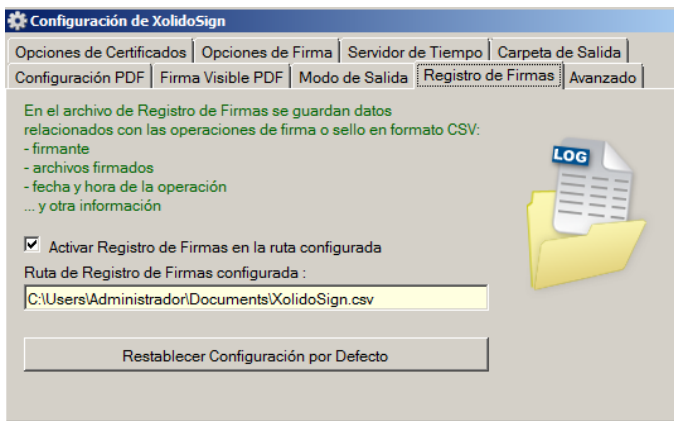 Configuración de XolidoSign
Opciones de Certificados Opciones de Firma Servidor de Tiempo Carpeta de Salida
Configuración PDF Firma Visible PDF Modo de Salida Registro de Firmas Avanzado
En el archivo de Registro de Firmas se guardan datos
relacionados con las operaciones de firma o sello en formato CSV:
- firmante
- archivos firmados
- fecha y hora de la operación
... y otra información
LOG
Activar Registro de Firmas en la ruta configurada
Ruta de Registro de Firmas configurada :
C:\Users\Administrador\Documents\XolidoSign.csv
Restablecer Configuración por Defecto